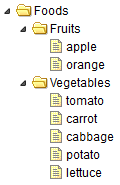 Foods
Fruits
apple
orange
Vegetables
tomato
carrot
cabbage
potato
lettuce